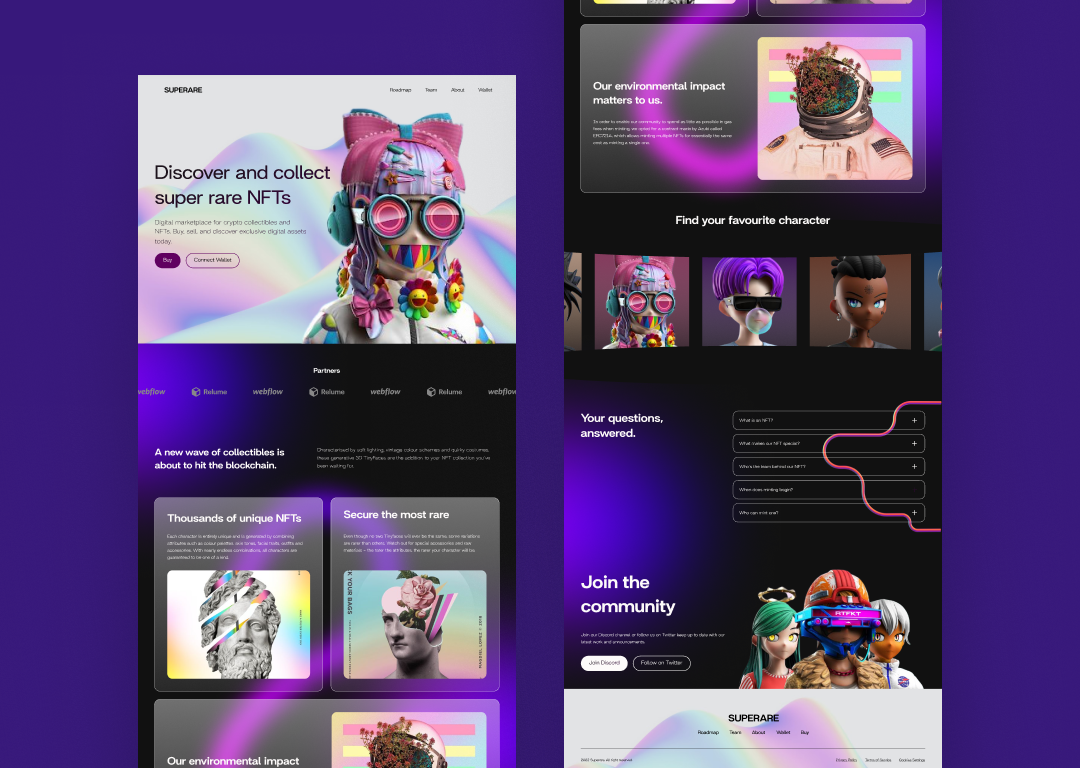 SUPERARE
Roadmap Team About Wallet
Discover and collect
super rare NFTs
Digital marketplace for crypto collectibles and
NFTs. Buy, sell, and discover exclusive digital assets
today.
Buy Connect Wallet
Partners
webflow Relume webflow Relume webflow Relume webflow
A new wave of collectibles is
about to hit the blockchain.
Characterised by soft lighting, vintage colour schemes and quirky costumes,
these generative 3D TinyFaces are the addition to your NFT collection you've
been waiting for.
Thousands of unique NFTs
Each character is entirely unique and is generated by combining
attributes such as colour palettes, skin tones, facial traits, outfits and
accessories. With nearly endless combinations, all characters are
guaranteed to be one of a kind.
Secure the most rare
Even though no two TinyFaces will ever be the same, some variations
are rarer than others. Watch out for special accessories and rare
materials – the rarer the attributes, the rarer your character will be.
K YOUR BAGS
Our environmental impact
Our environmental impact
matters to us.
In order to enable our community to spend as little as possible in gas
fees when minting, we opted for a contract made by Azuki called
ERC721A, which allows minting multiple NFTs for essentially the same
cost as minting a single one.
Find your favourite character
Your questions,
answered.
What is an NFT?
What makes our NFT special?
Who's the team behind our NFT?
When does minting begin?
Who can mint one?
Join the
community
Join our Discord channel or follow us on Twitter keep up to date with our
latest work and announcements.
Join Discord Follow on Twitter
RTFKT
SUPERARE
Roadmap Team About Wallet Buy
2022 Superrare. All right reserved.
Privacy Policy Terms of Service Cookies Settings